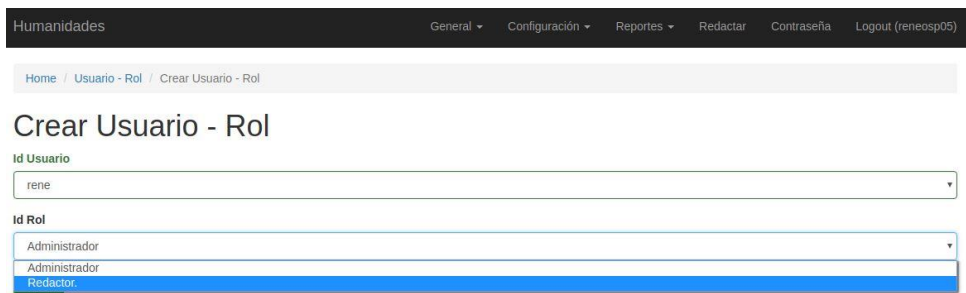 Humanidades General Configuración Reportes Redactar Contraseña Logout (reneosp05)
Home / Usuario - Rol / Crear Usuario - Rol
Crear Usuario - Rol
Id Usuario
rene
Id Rol
Administrador
Administrador
Redactor.